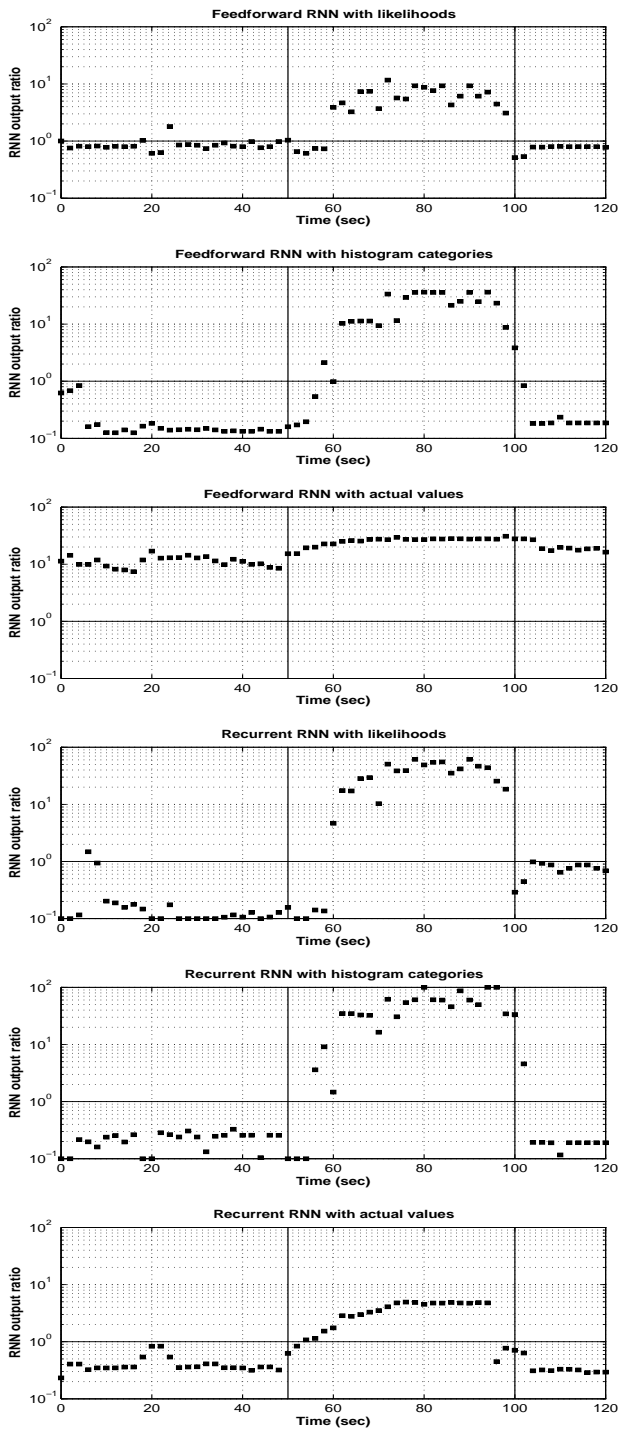 Feedforward RNN with likelihoods
RNN output ratio
10²
10¹
10⁰
10⁻¹
0 20 40 60 80 100 120
Time (sec)
Feedforward RNN with histogram categories
RNN output ratio
10²
10¹
10⁰
10⁻¹
0 20 40 60 80 100 120
Time (sec)
Feedforward RNN with actual values
RNN output ratio
10²
10¹
10⁰
10⁻¹
0 20 40 60 80 100 120
Time (sec)
Recurrent RNN with likelihoods
RNN output ratio
10²
10¹
10⁰
10⁻¹
0 20 40 60 80 100 120
Time (sec)
Recurrent RNN with histogram categories
RNN output ratio
10²
10¹
10⁰
10⁻¹
0 20 40 60 80 100 120
Time (sec)
Recurrent RNN with actual values
RNN output ratio
10²
10¹
10⁰
10⁻¹
0 20 40 60 80 100 120
Time (sec)